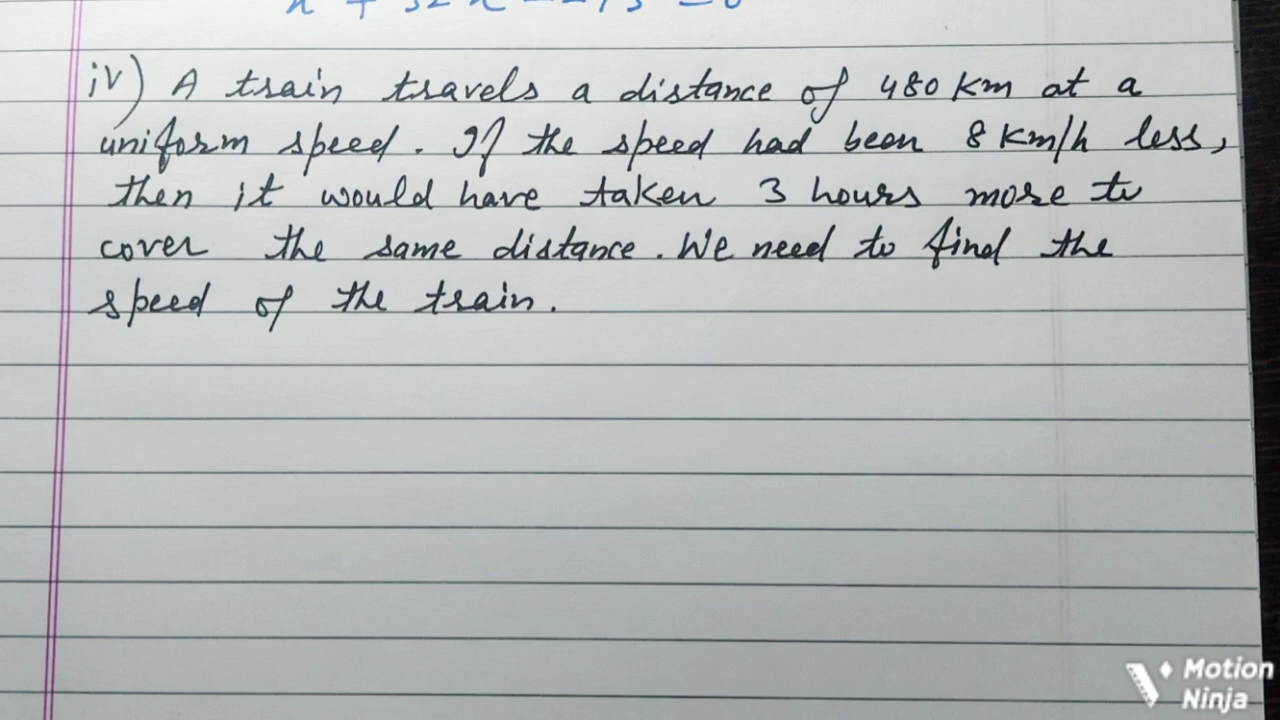 iv) A train travels a distance of 480 km at a
uniform speed. If the speed had been 8 km/h less,
then it would have taken 3 hours more to
cover the same distance. We need to find the
speed of the train.
Motion
Ninja